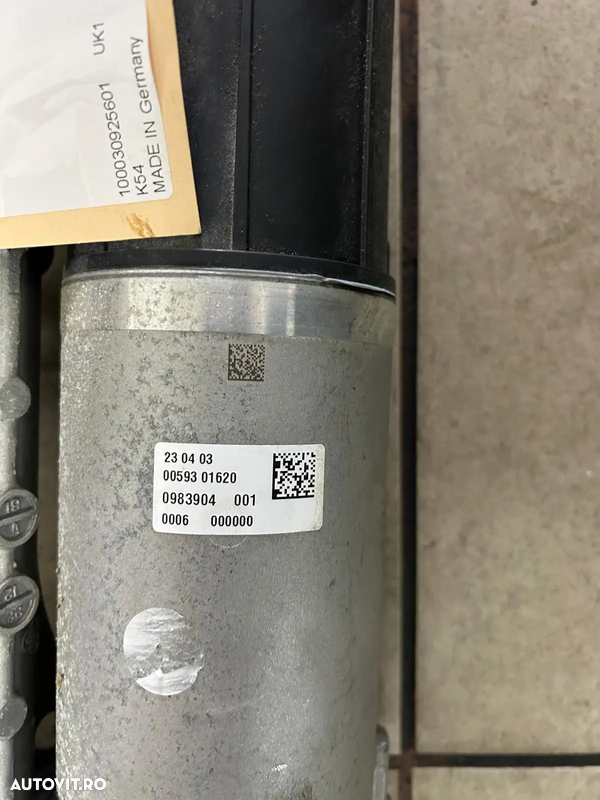 100030925601 UK1
K54
MADE IN Germany
23 04 03
00593 01620
0983904 001
0006 000000
AUTOVIT.RO